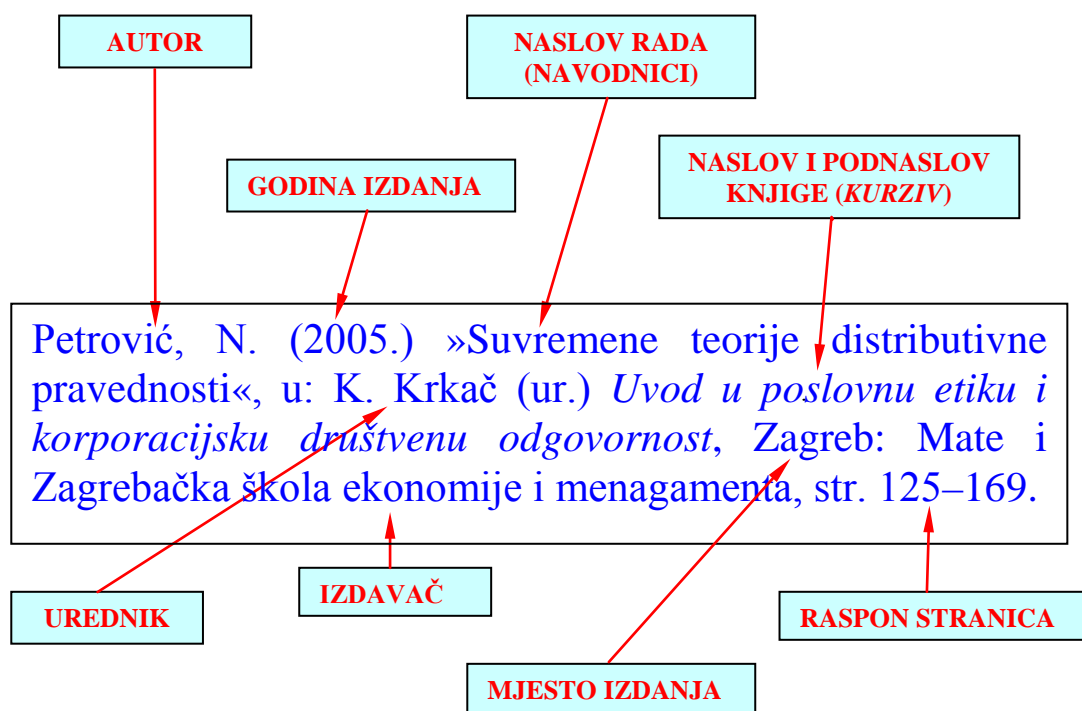 AUTOR
NASLOV RADA
(NAVODNICI)
GODINA IZDANJA
NASLOV I PODNASLOV
KNJIGE (KURZIV)
Petrović, N. (2005.) »Suvremene teorije distributivne
pravednosti«, u: K. Krkač (ur.) Uvod u poslovnu etiku i
korporacijsku društvenu odgovornost, Zagreb: Mate i
Zagrebačka škola ekonomije i menagamenta, str. 125–169.
UREDNIK
IZDAVAČ
RASPON STRANICA
MJESTO IZDANJA